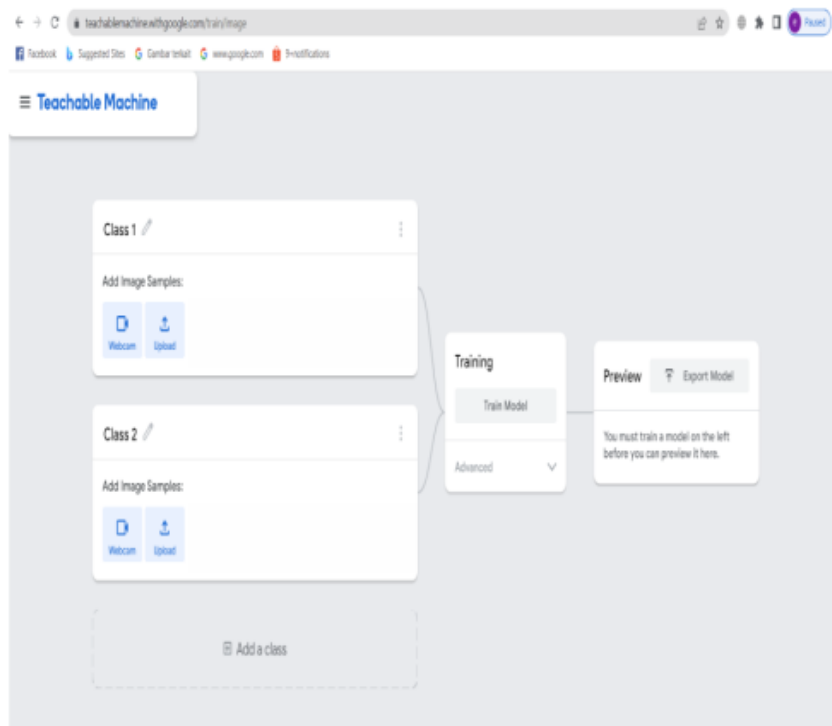 teachablemachine.withgoogle.com/train/image
Paused
Facebook Suggested Sites Gambar terkait www.google.com 9+notifications
Teachable Machine
Class 1
Add Image Samples:
Webcam Upload
Class 2
Add Image Samples:
Webcam Upload
Add a class
Training
Train Model
Advanced
Preview Export Model
You must train a model on the left
before you can preview it here.